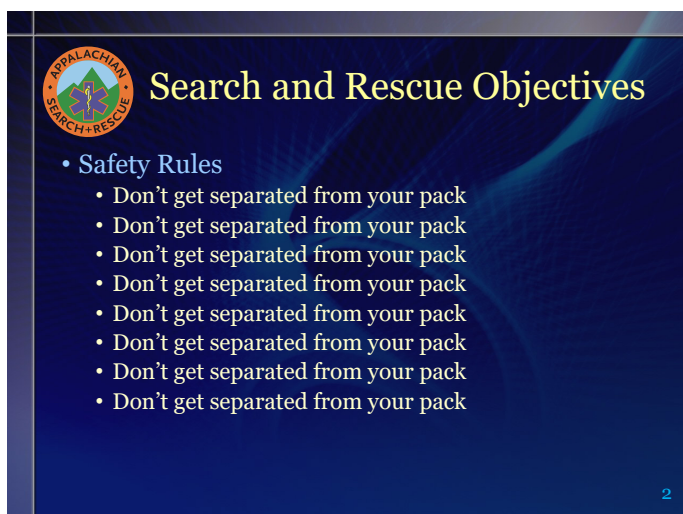 APPALACHIAN
SEARCH+RESCUE
Search and Rescue Objectives
• Safety Rules
• Don’t get separated from your pack
• Don’t get separated from your pack
• Don’t get separated from your pack
• Don’t get separated from your pack
• Don’t get separated from your pack
• Don’t get separated from your pack
• Don’t get separated from your pack
• Don’t get separated from your pack
2